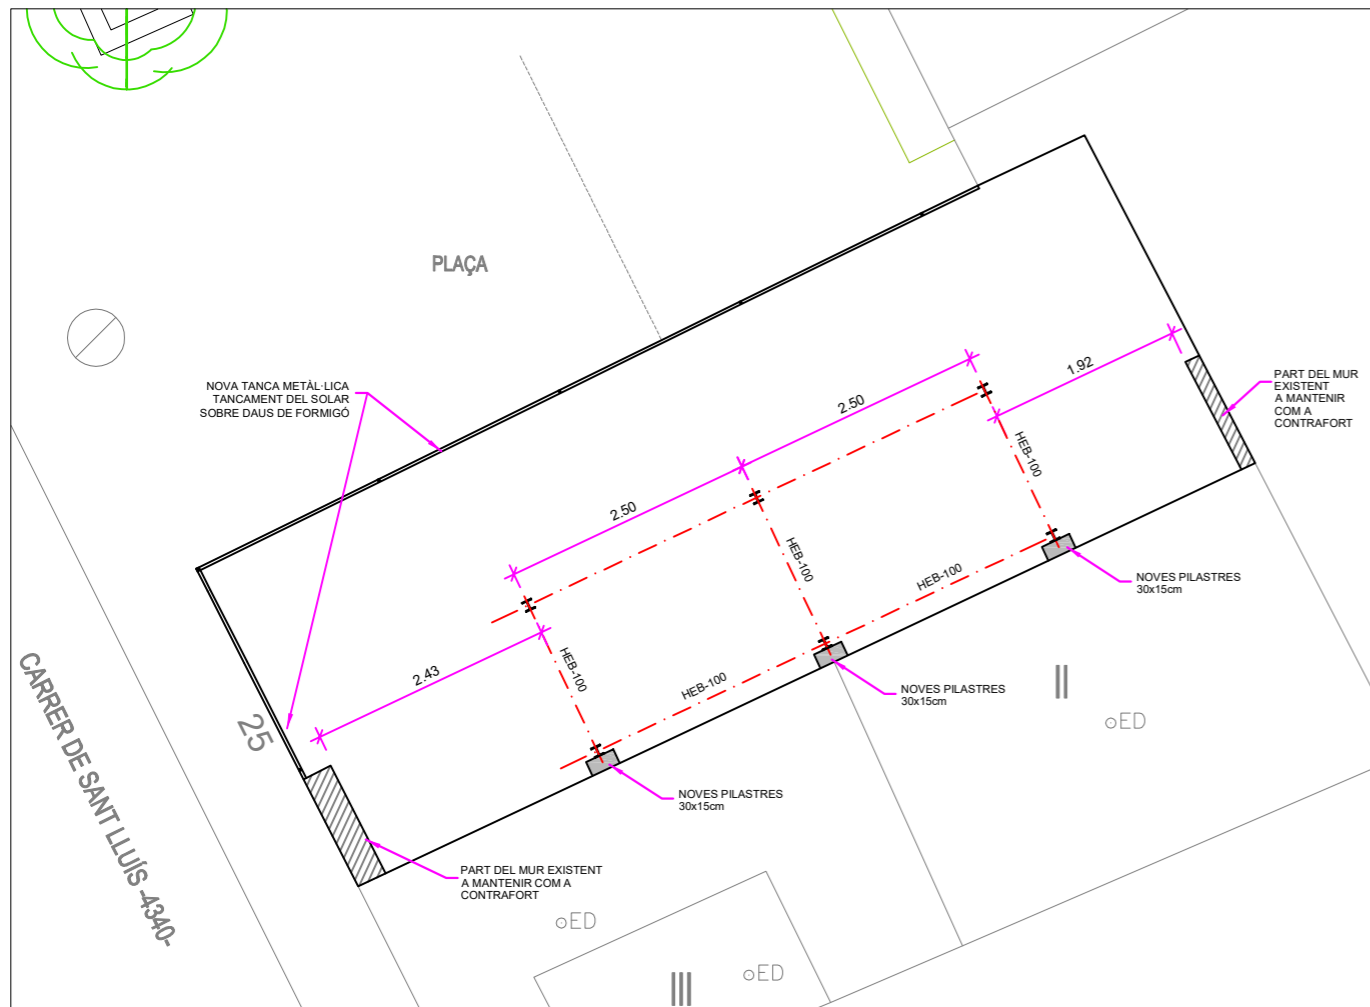 PLAÇA
NOVA TANCA METÀL·LICA
TANCAMENT DEL SOLAR
SOBRE DAUS DE FORMIGÓ
1.92
PART DEL MUR
EXISTENT
A MANTENIR
COM A
CONTRAFORT
2.50
2.50
HEB-100
HEB-100
HEB-100
HEB-100
HEB-100
2.43
NOVES PILASTRES
30x15cm
NOVES PILASTRES
30x15cm
NOVES PILASTRES
30x15cm
25
CARRER DE SANT LLUÍS -4340-
II
ED
PART DEL MUR EXISTENT
A MANTENIR COM A
CONTRAFORT
ED
ED
III